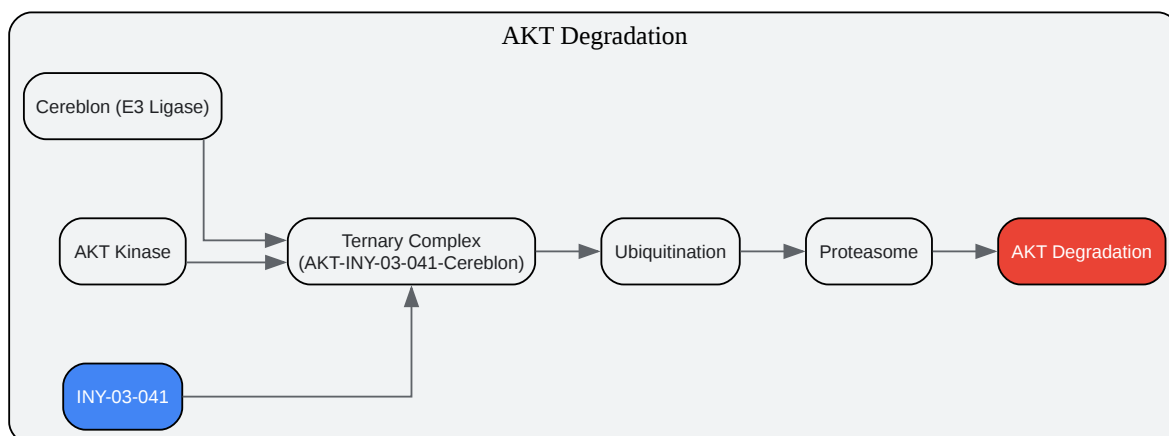 AKT Degradation
Cereblon (E3 Ligase)
AKT Kinase
Ternary Complex
(AKT-INY-03-041-Cereblon)
Ubiquitination
Proteasome
AKT Degradation
INY-03-041